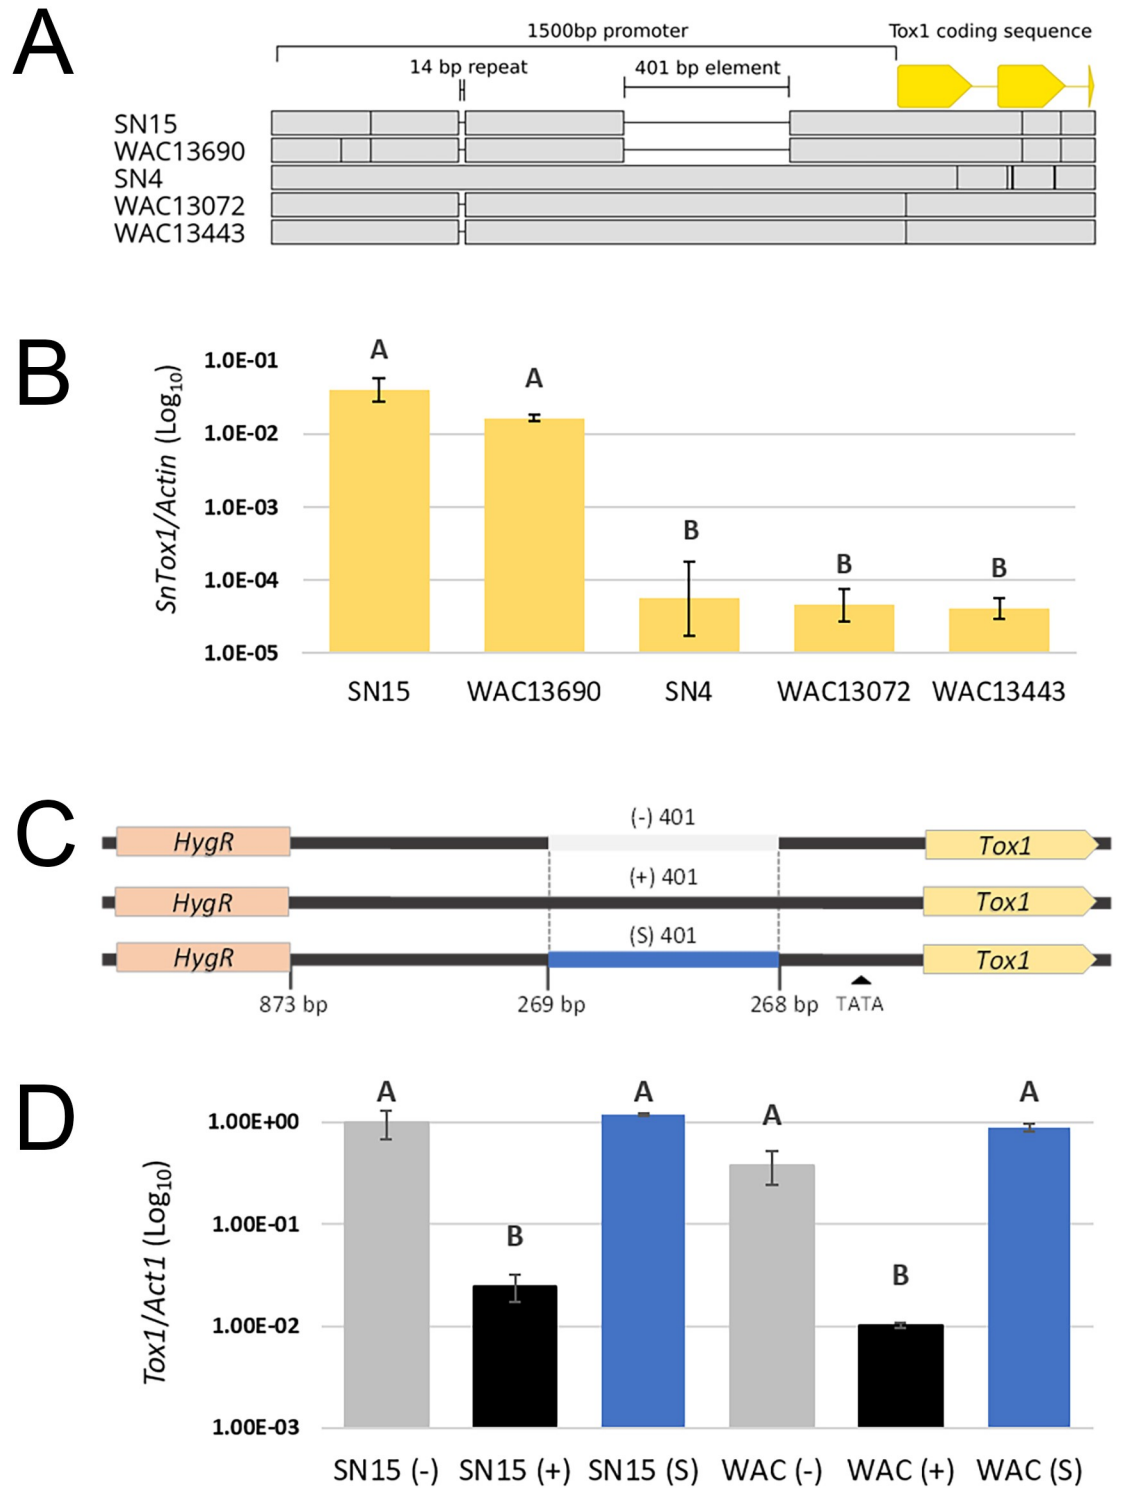 A
1500bp promoter
Tox1 coding sequence
14 bp repeat
401 bp element
SN15
WAC13690
SN4
WAC13072
WAC13443
B
SnTox1/Actin (Log10)
1.0E-01
1.0E-02
1.0E-03
1.0E-04
1.0E-05
A
A
B
B
B
SN15 WAC13690 SN4 WAC13072 WAC13443
C
(-) 401
HygR
Tox1
(+) 401
HygR
Tox1
(S) 401
HygR
Tox1
873 bp
269 bp
268 bp
TATA
D
Tox1/Act1 (Log10)
1.00E+00
1.00E-01
1.00E-02
1.00E-03
A
B
A
A
B
A
SN15 (-) SN15 (+) SN15 (S) WAC (-) WAC (+) WAC (S)